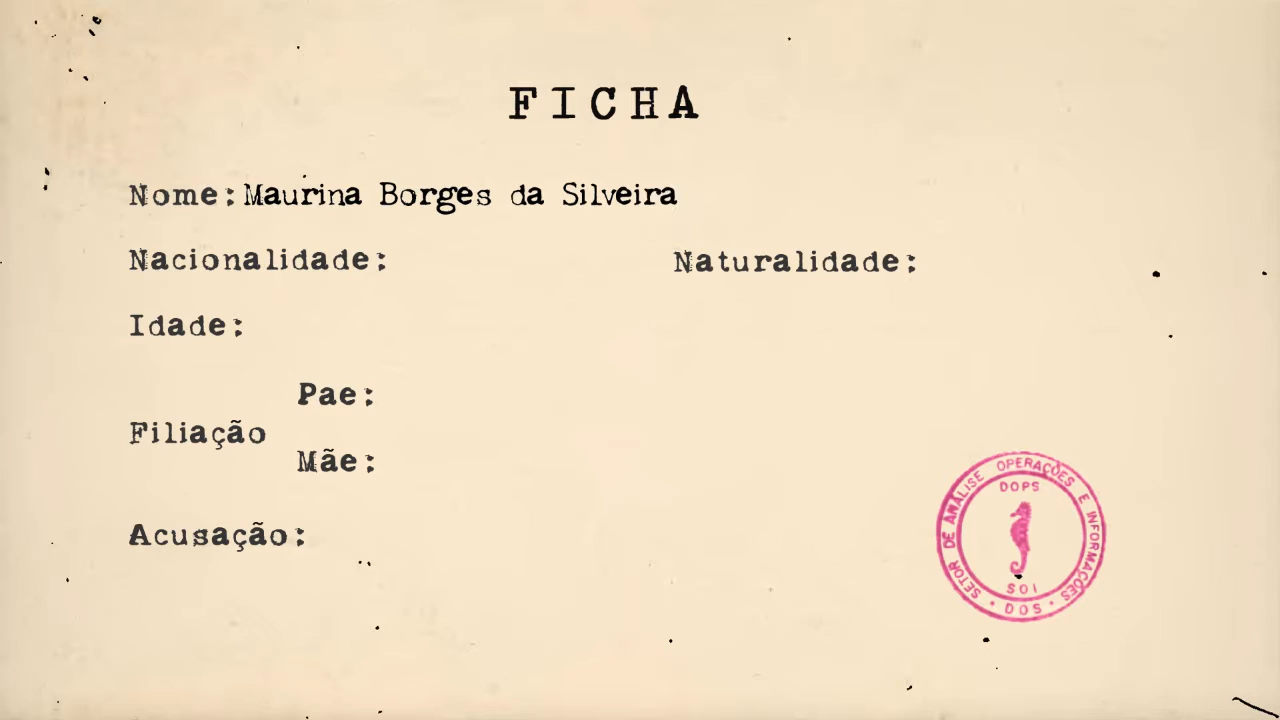 FICHA
Nome: Maurina Borges da Silveira
Nacionalidade: Naturalidade:
Idade:
Pae:
Filiação
Mãe:
Acusação:
SETOR DE ANÁLISE OPERAÇÕES E INFORMAÇÕES
DOPS
SOI
• DOS •